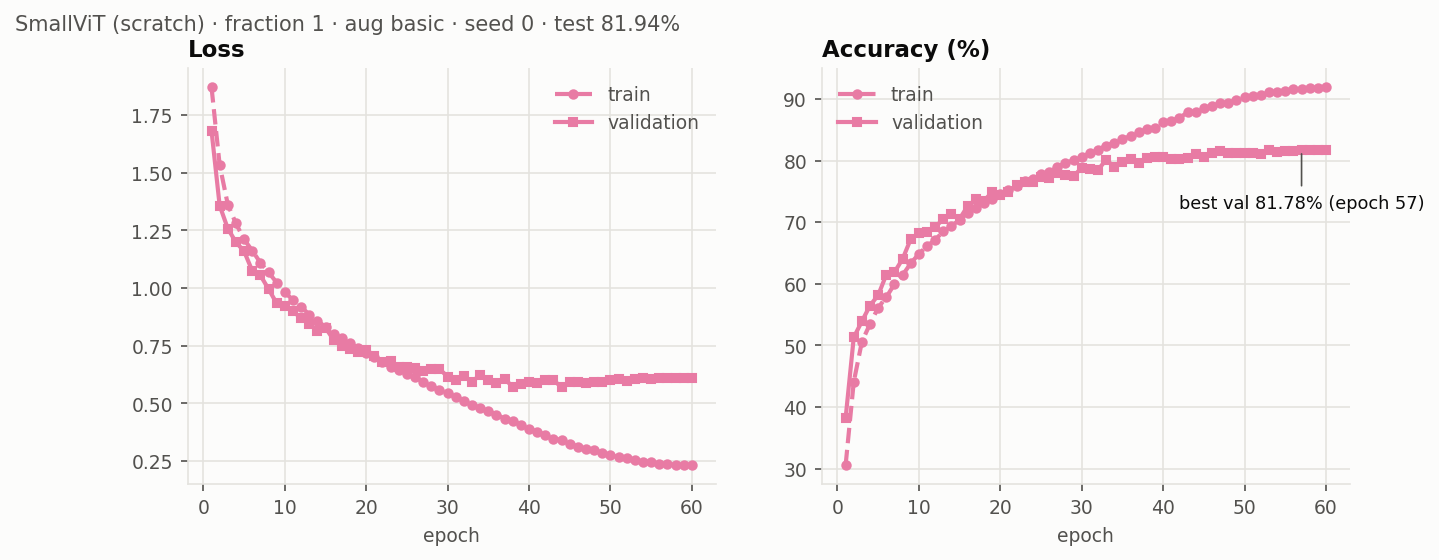 SmallViT (scratch) · fraction 1 · aug basic · seed 0 · test 81.94%
Loss
train
validation
1.75
1.50
1.25
1.00
0.75
0.50
0.25
0 10 20 30 40 50 60
epoch
Accuracy (%)
train
validation
90
80
70
60
50
40
30
best val 81.78% (epoch 57)
0 10 20 30 40 50 60
epoch